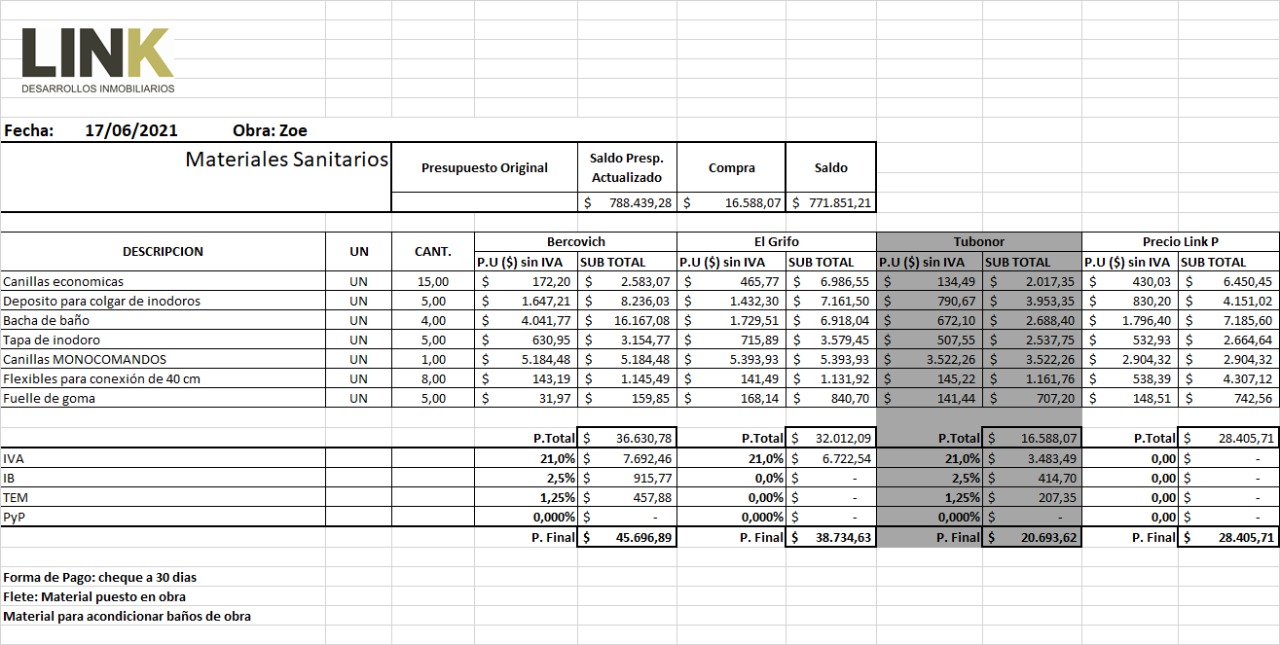 LINK
DESARROLLOS INMOBILIARIOS
Fecha: 17/06/2021 Obra: Zoe
Materiales Sanitarios Presupuesto Original Saldo Presp. Actualizado Compra Saldo
$ 788.439,28 $ 16.588,07 $ 771.851,21
DESCRIPCION UN CANT. Bercovich El Grifo Tubonor Precio Link P
P.U ($) sin IVA SUB TOTAL P.U ($) sin IVA SUB TOTAL P.U ($) sin IVA SUB TOTAL P.U ($) sin IVA SUB TOTAL
Canillas economicas UN 15,00 $ 172,20 $ 2.583,07 $ 465,77 $ 6.986,55 $ 134,49 $ 2.017,35 $ 430,03 $ 6.450,45
Deposito para colgar de inodoros UN 5,00 $ 1.647,21 $ 8.236,03 $ 1.432,30 $ 7.161,50 $ 790,67 $ 3.953,35 $ 830,20 $ 4.151,02
Bacha de baño UN 4,00 $ 4.041,77 $ 16.167,08 $ 1.729,51 $ 6.918,04 $ 672,10 $ 2.688,40 $ 1.796,40 $ 7.185,60
Tapa de inodoro UN 5,00 $ 630,95 $ 3.154,77 $ 715,89 $ 3.579,45 $ 507,55 $ 2.537,75 $ 532,93 $ 2.664,64
Canillas MONOCOMANDOS UN 1,00 $ 5.184,48 $ 5.184,48 $ 5.393,93 $ 5.393,93 $ 3.522,26 $ 3.522,26 $ 2.904,32 $ 2.904,32
Flexibles para conexión de 40 cm UN 8,00 $ 143,19 $ 1.145,49 $ 141,49 $ 1.131,92 $ 145,22 $ 1.161,76 $ 538,39 $ 4.307,12
Fuelle de goma UN 5,00 $ 31,97 $ 159,85 $ 168,14 $ 840,70 $ 141,44 $ 707,20 $ 148,51 $ 742,56
P.Total $ 36.630,78 P.Total $ 32.012,09 P.Total $ 16.588,07 P.Total $ 28.405,71
IVA 21,0% $ 7.692,46 21,0% $ 6.722,54 21,0% $ 3.483,49 0,00 $ -
IB 2,5% $ 915,77 0,0% $ - 2,5% $ 414,70 0,00 $ -
TEM 1,25% $ 457,88 0,00% $ - 1,25% $ 207,35 0,00 $ -
PyP 0,000% $ - 0,000% $ - 0,000% $ - 0,00 $ -
P. Final $ 45.696,89 P. Final $ 38.734,63 P. Final $ 20.693,62 P. Final $ 28.405,71
Forma de Pago: cheque a 30 dias
Flete: Material puesto en obra
Material para acondicionar baños de obra